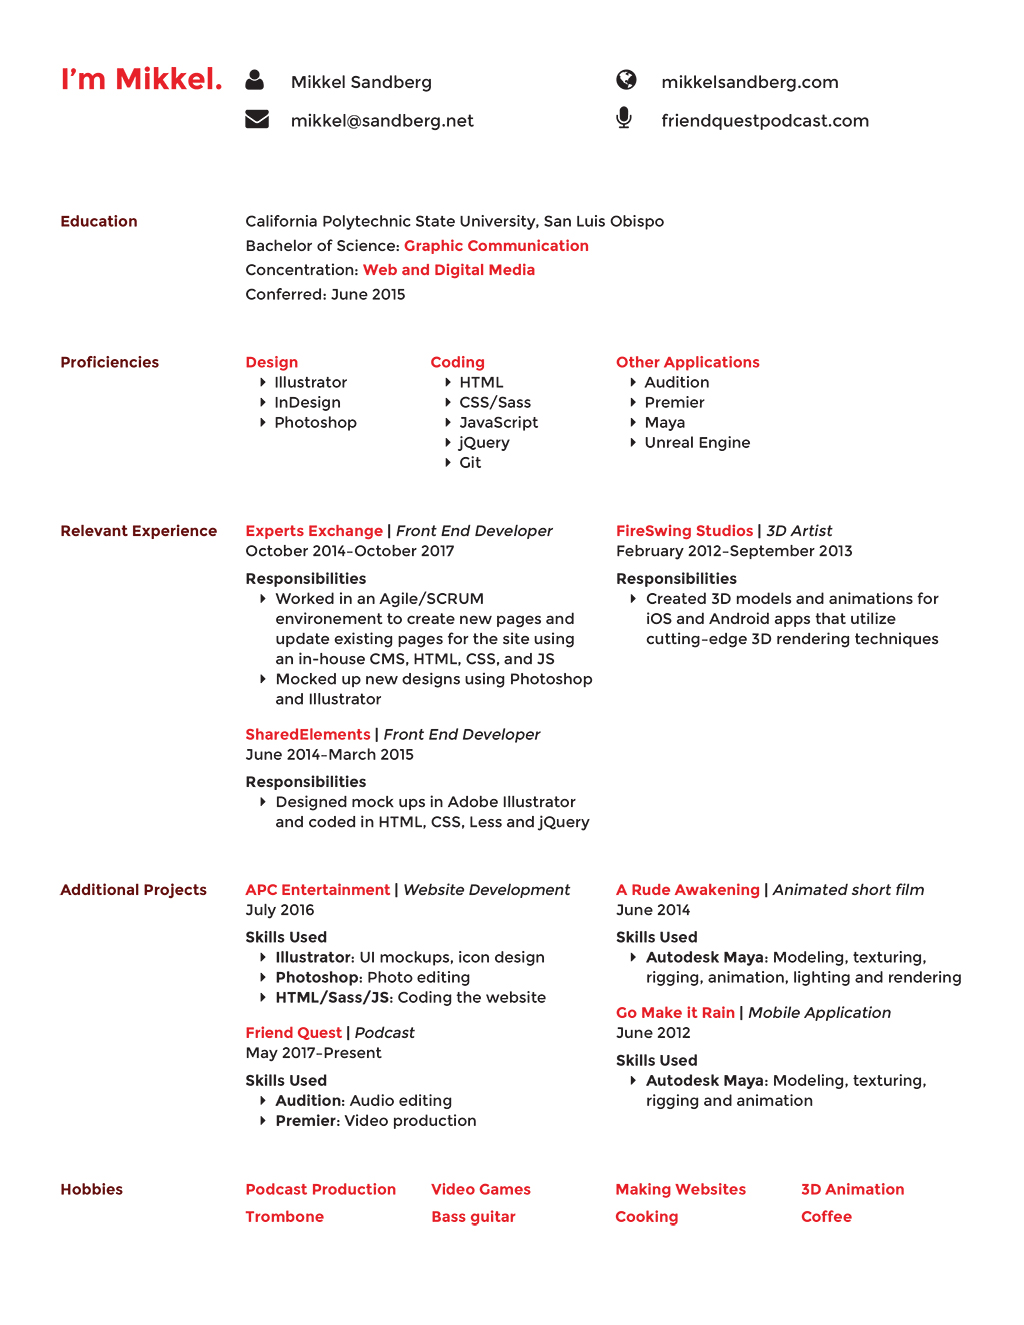 I'm Mikkel.
Mikkel Sandberg
mikkel@sandberg.net
mikkelsandberg.com
friendquestpodcast.com
Education
California Polytechnic State University, San Luis Obispo
Bachelor of Science: Graphic Communication
Concentration: Web and Digital Media
Conferred: June 2015
Proficiencies
Design
Illustrator
InDesign
Photoshop
Coding
HTML
CSS/Sass
JavaScript
jQuery
Git
Other Applications
Audition
Premier
Maya
Unreal Engine
Relevant Experience
Experts Exchange | Front End Developer
October 2014–October 2017
Responsibilities
Worked in an Agile/SCRUM
environement to create new pages and
update existing pages for the site using
an in-house CMS, HTML, CSS, and JS
Mocked up new designs using Photoshop
and Illustrator
SharedElements | Front End Developer
June 2014–March 2015
Responsibilities
Designed mock ups in Adobe Illustrator
and coded in HTML, CSS, Less and jQuery
FireSwing Studios | 3D Artist
February 2012–September 2013
Responsibilities
Created 3D models and animations for
iOS and Android apps that utilize
cutting-edge 3D rendering techniques
Additional Projects
APC Entertainment | Website Development
July 2016
Skills Used
Illustrator: UI mockups, icon design
Photoshop: Photo editing
HTML/Sass/JS: Coding the website
Friend Quest | Podcast
May 2017–Present
Skills Used
Audition: Audio editing
Premier: Video production
A Rude Awakening | Animated short film
June 2014
Skills Used
Autodesk Maya: Modeling, texturing,
rigging, animation, lighting and rendering
Go Make it Rain | Mobile Application
June 2012
Skills Used
Autodesk Maya: Modeling, texturing,
rigging and animation
Hobbies
Podcast Production Video Games Making Websites 3D Animation
Trombone Bass guitar Cooking Coffee